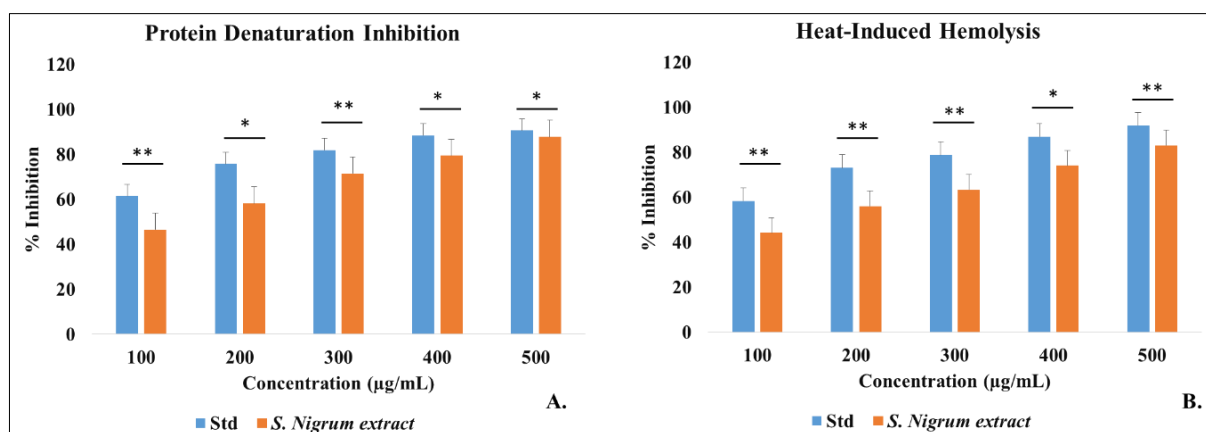 Protein Denaturation Inhibition
120
100
80
60
40
20
0
% Inhibition
**
*
**
*
*
100 200 300 400 500
Concentration (µg/mL)
A.
Std S. Nigrum extract
Heat-Induced Hemolysis
120
100
80
60
40
20
0
% Inhibition
**
**
**
*
**
100 200 300 400 500
Concentration (µg/mL)
B.
Std S. Nigrum extract